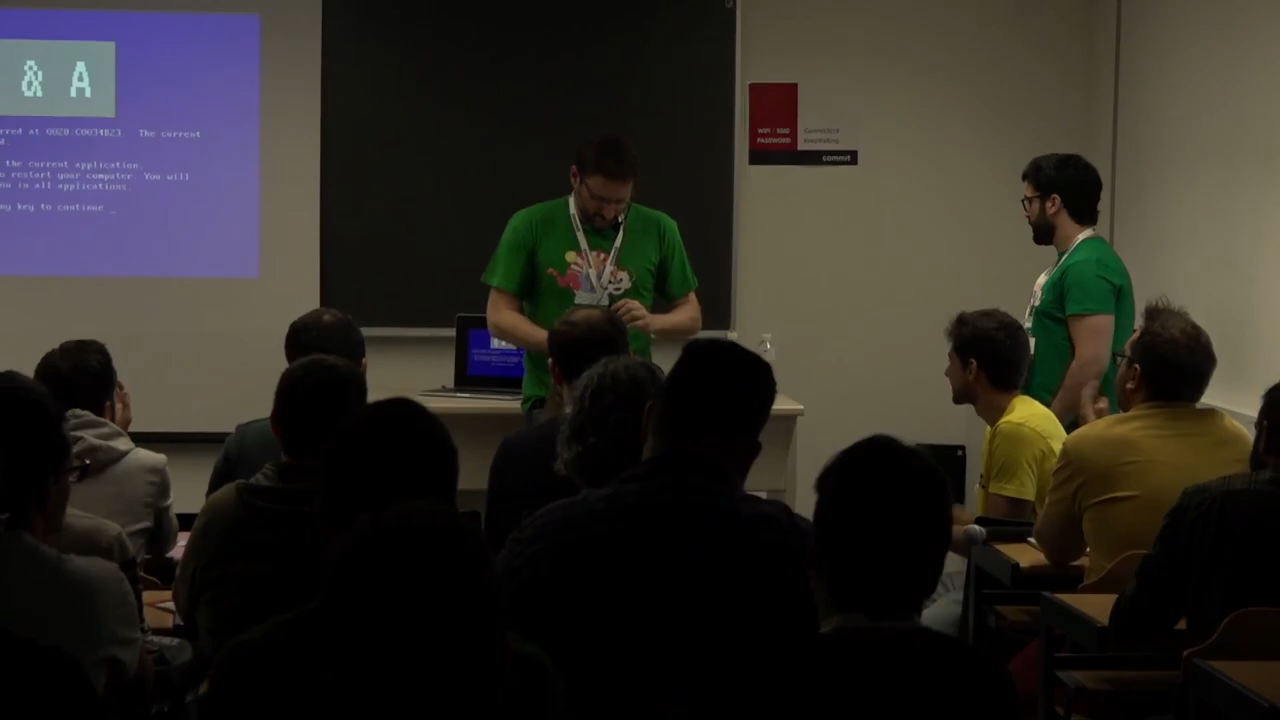 & A
rred at 0028:C0034B23. The current
d.
the current application.
o restart your computer. You will
on in all applications.
ny key to continue _
WIFI / SSID
PASSWORD
commit